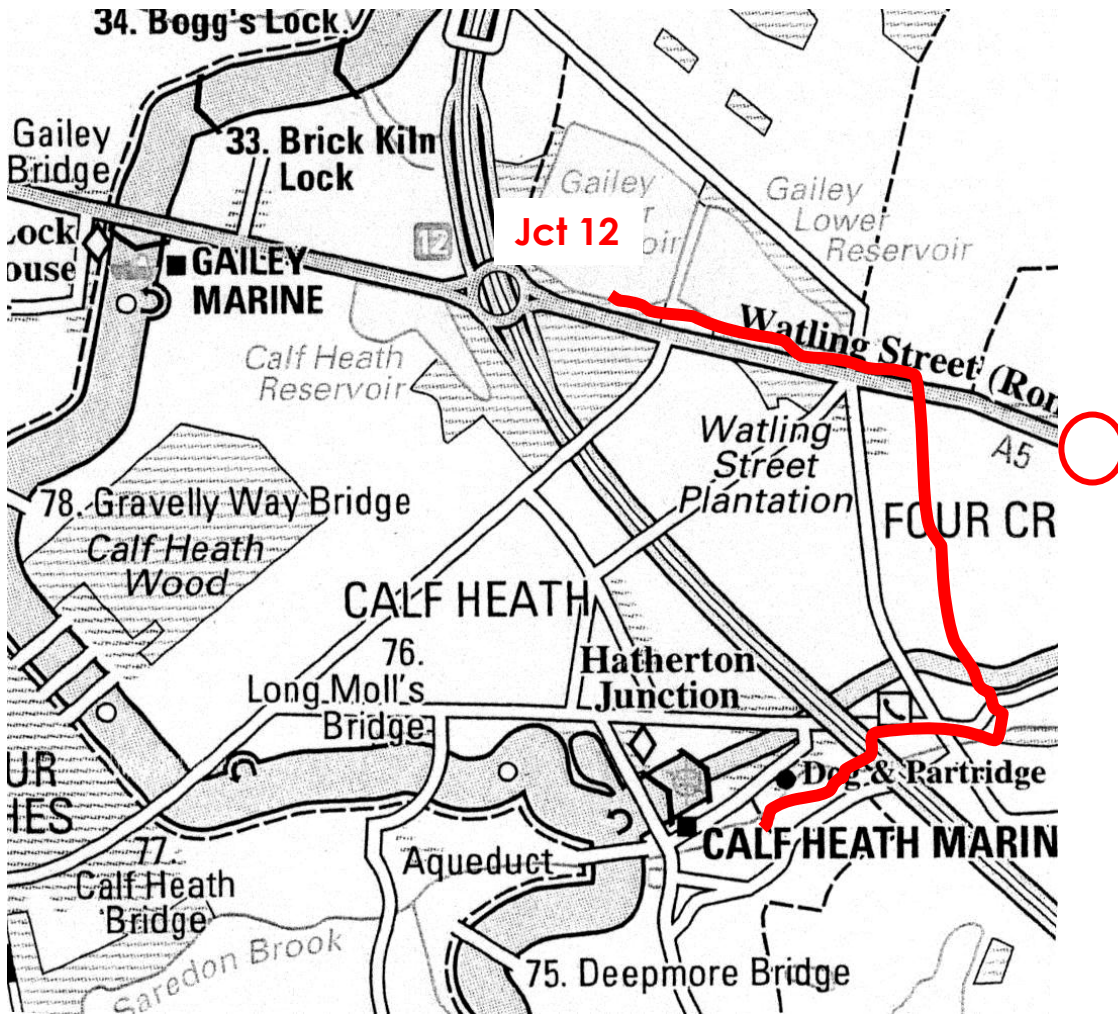 34. Bogg's Lock
Gailey
Bridge
33. Brick Kiln
Lock
Gailey
Jct 12
12
Gailey
Lower
Reservoir
Lock
House
GAILEY
MARINE
Watling Street (Rom
Calf Heath
Reservoir
A5
Watling
Street
Plantation
78. Gravelly Way Bridge
Calf Heath
Wood
FOUR CR
CALF HEATH
76.
Long Moll's
Bridge
Hatherton
Junction
UR
HES
Dog & Partridge
CALF HEATH MARIN
Aqueduct
77.
Calf Heath
Bridge
Saredon Brook
75. Deepmore Bridge